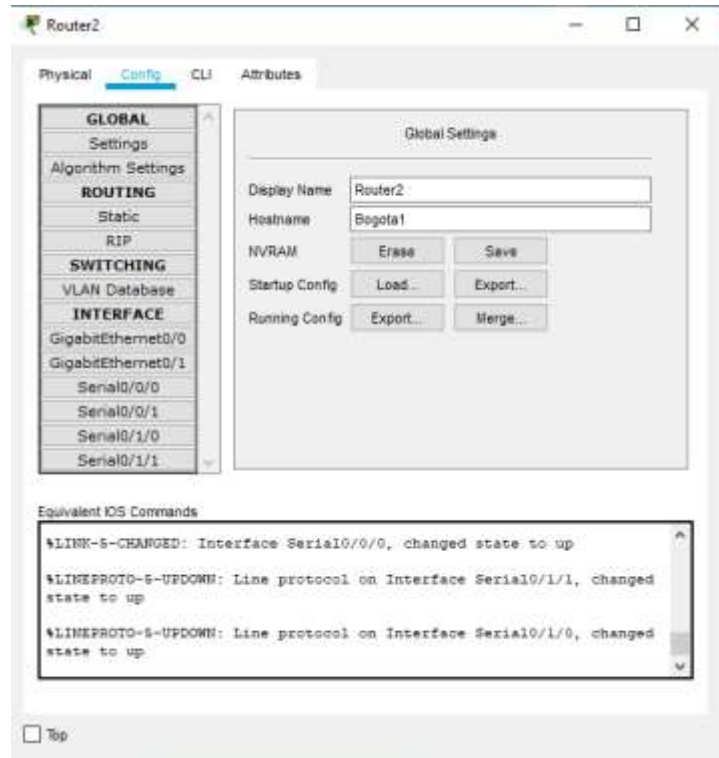 Router2
Physical Config CLI Attributes
GLOBAL
Settings
Algorithm Settings
ROUTING
Static
RIP
SWITCHING
VLAN Database
INTERFACE
GigabitEthernet0/0
GigabitEthernet0/1
Serial0/0/0
Serial0/0/1
Serial0/1/0
Serial0/1/1
Global Settings
Display Name Router2
Hostname Bogota1
NVRAM Erase Save
Startup Config Load... Export...
Running Config Export... Merge...
Equivalent IOS Commands
%LINK-5-CHANGED: Interface Serial0/0/0, changed state to up
%LINEPROTO-5-UPDOWN: Line protocol on Interface Serial0/1/1, changed
state to up
%LINEPROTO-5-UPDOWN: Line protocol on Interface Serial0/1/0, changed
state to up
Top